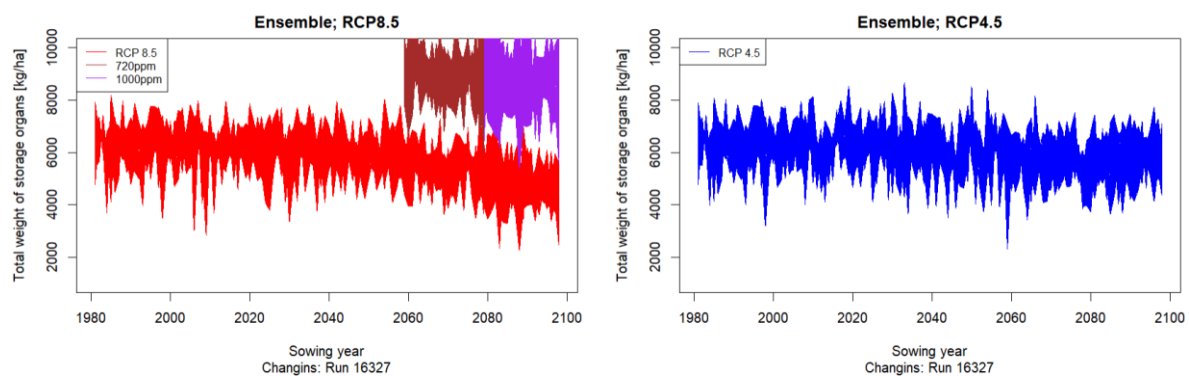 Ensemble; RCP8.5
Total weight of storage organs [kg/ha]
10000
8000
6000
4000
2000
RCP 8.5
720ppm
1000ppm
1980 2000 2020 2040 2060 2080 2100
Sowing year
Changins: Run 16327
Ensemble; RCP4.5
Total weight of storage organs [kg/ha]
10000
8000
6000
4000
2000
RCP 4.5
1980 2000 2020 2040 2060 2080 2100
Sowing year
Changins: Run 16327